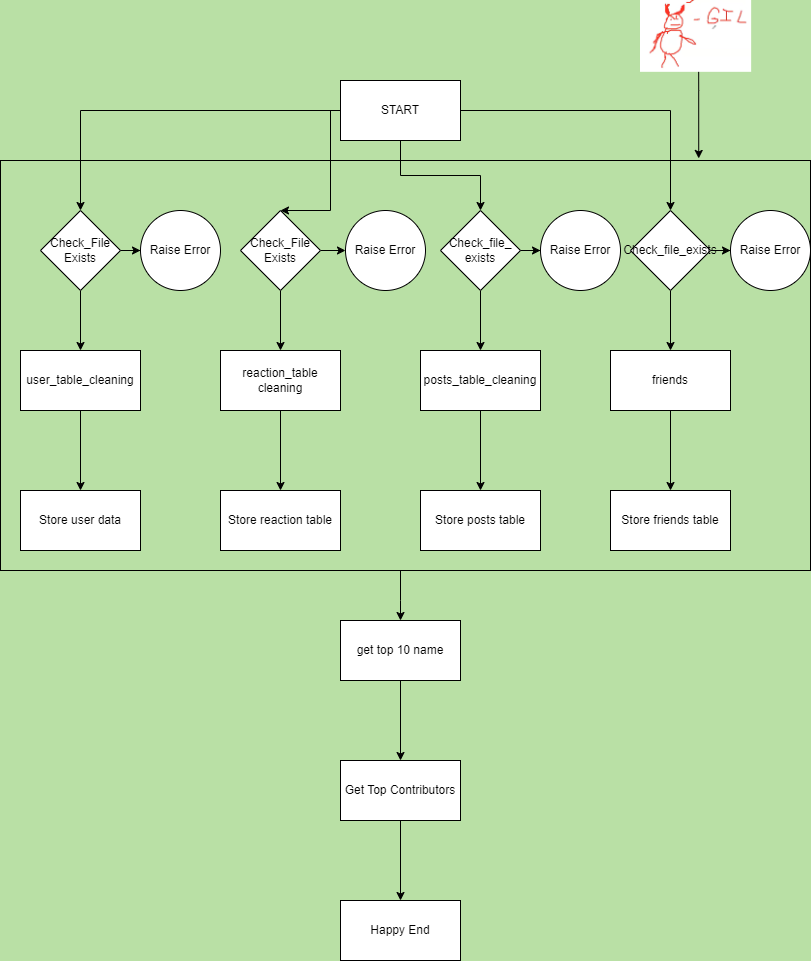 - GIL
START
Check_File
Exists
Raise Error
Check_File
Exists
Raise Error
Check_file_
exists
Raise Error
Check_file_exists
Raise Error
user_table_cleaning
reaction_table
cleaning
posts_table_cleaning
friends
Store user data
Store reaction table
Store posts table
Store friends table
get top 10 name
Get Top Contributors
Happy End